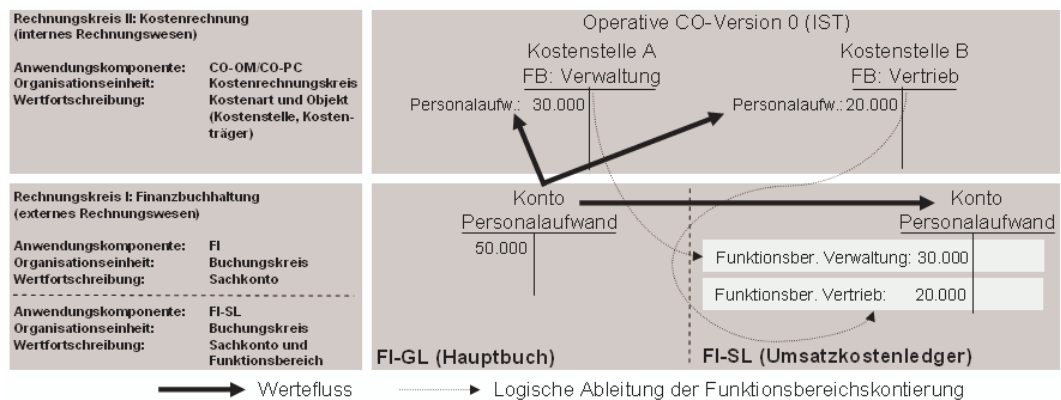 Rechnungskreis II: Kostenrechnung
(internes Rechnungswesen)
Anwendungskomponente: CO-OM/CO-PC
Organisationseinheit: Kostenrechnungskreis
Wertfortschreibung: Kostenart und Objekt
(Kostenstelle, Kosten-
träger)
Operative CO-Version 0 (IST)
Kostenstelle A
FB: Verwaltung
Personalaufw.: 30.000
Kostenstelle B
FB: Vertrieb
Personalaufw.: 20.000
Rechnungskreis I: Finanzbuchhaltung
(externes Rechnungswesen)
Anwendungskomponente: FI
Organisationseinheit: Buchungskreis
Wertfortschreibung: Sachkonto
Anwendungskomponente: FI-SL
Organisationseinheit: Buchungskreis
Wertfortschreibung: Sachkonto und
Funktionsbereich
Konto
Personalaufwand
50.000
FI-GL (Hauptbuch)
Konto
Personalaufwand
Funktionsber. Verwaltung: 30.000
Funktionsber. Vertrieb: 20.000
FI-SL (Umsatzkostenledger)
Wertefluss
Logische Ableitung der Funktionsbereichskontierung